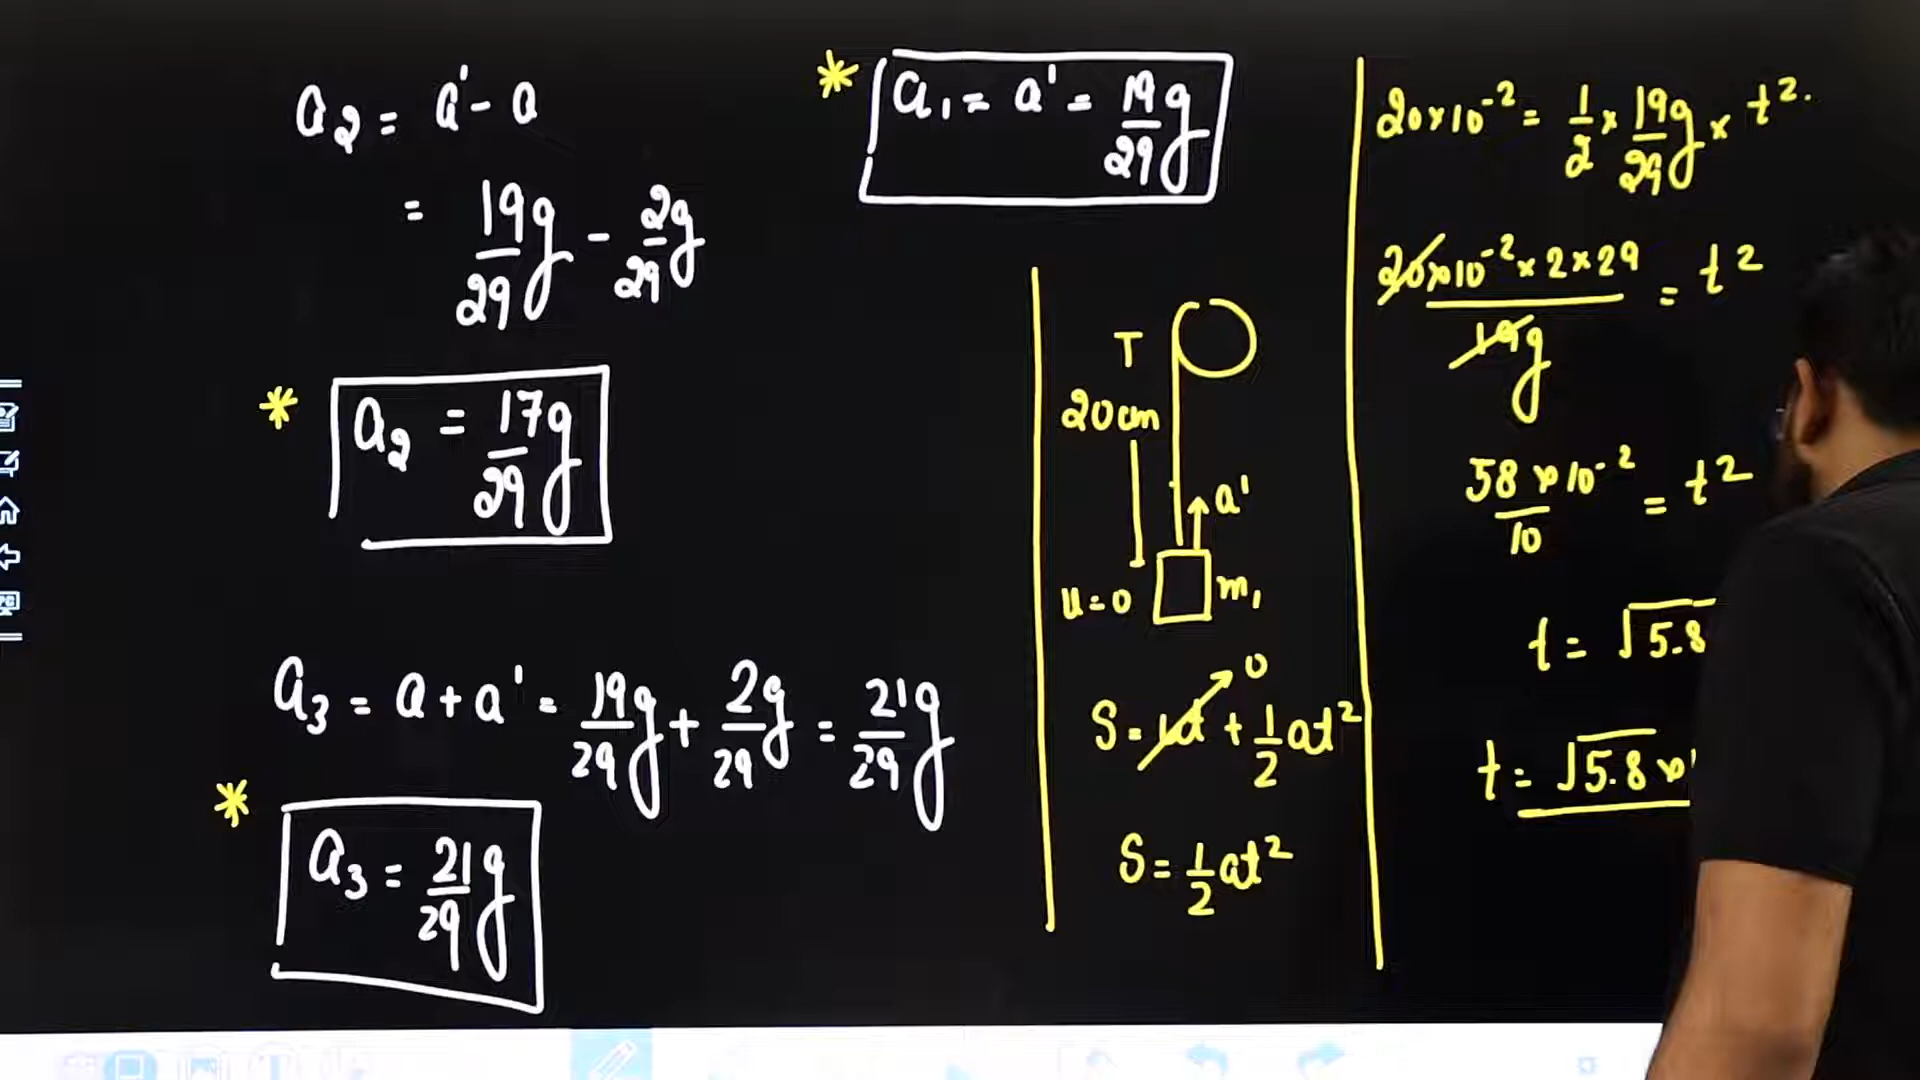 a₂ = a' - a
= 19g/29 - 2g/29
* a₂ = 17g/29
a₃ = a + a' = 19g/29 + 2g/29 = 21g/29
* a₃ = 21g/29
* a₁ = a' = 19g/29
T
20cm
a'
u=0 m₁
S = ut + 1/2 at² 0
S = 1/2 at²
20×10⁻² = 1/2 × 19g/29 × t².
20×10⁻² × 2 × 29 / 19g = t²
58 × 10⁻² / 10 = t²
t = √5.8
t = √5.8 ×